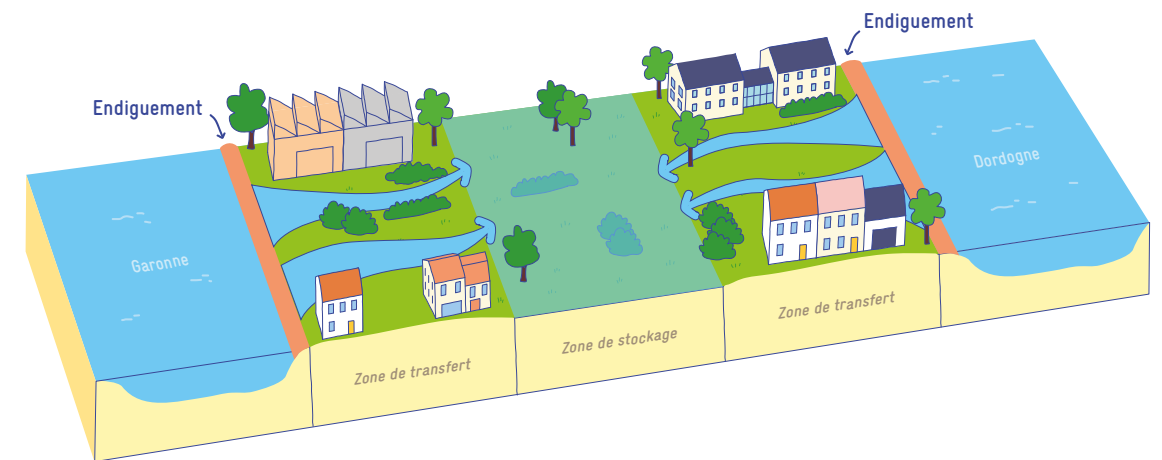 Endiguement
Endiguement
Garonne
Dordogne
Zone de transfert
Zone de stockage
Zone de transfert